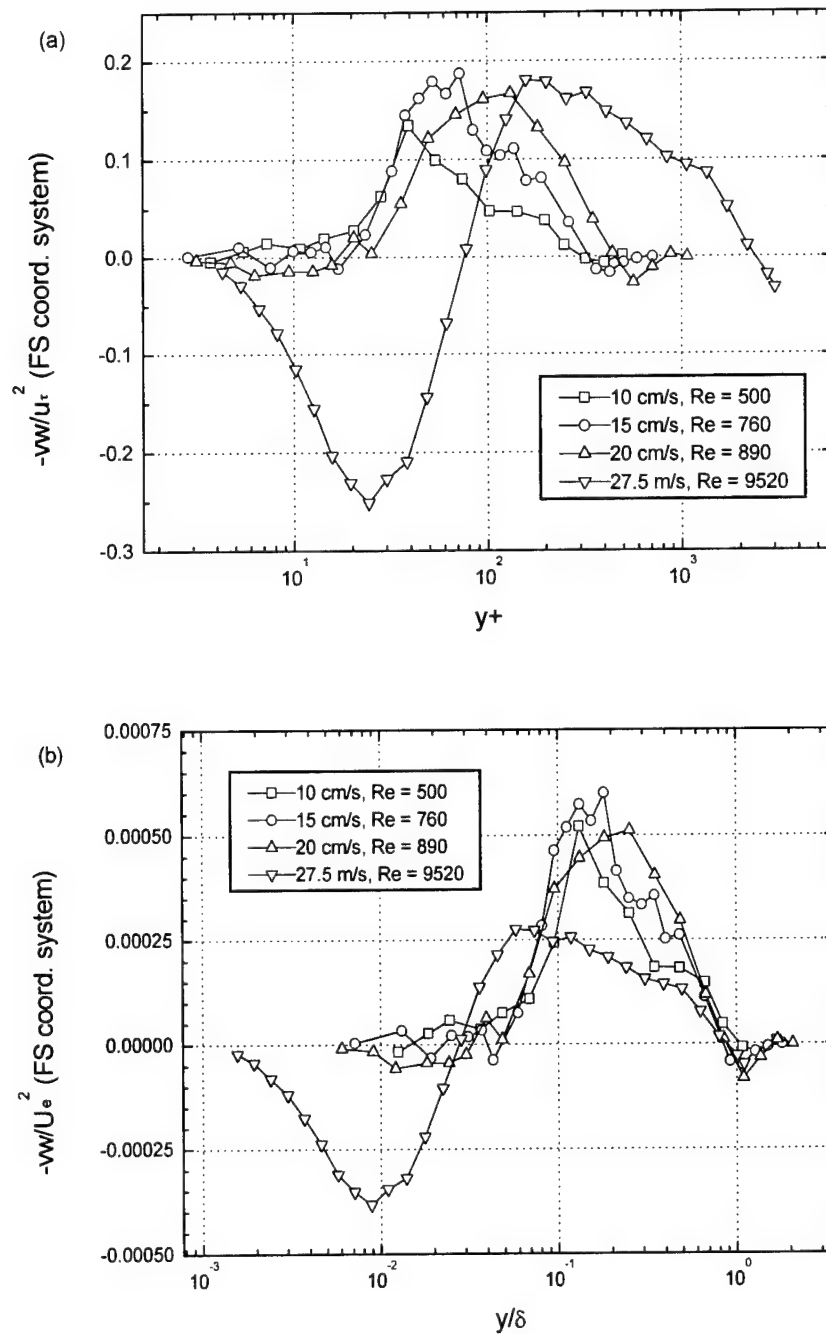 (a)
0.2
0.1
0.0
-0.1
-0.2
-0.3
-vw/uτ² (FS coord. system)
10 cm/s, Re = 500
15 cm/s, Re = 760
20 cm/s, Re = 890
27.5 m/s, Re = 9520
10¹
10²
10³
y+
(b)
0.00075
0.00050
0.00025
0.00000
-0.00025
-0.00050
-vw/Ue² (FS coord. system)
10 cm/s, Re = 500
15 cm/s, Re = 760
20 cm/s, Re = 890
27.5 m/s, Re = 9520
10⁻³
10⁻²
10⁻¹
10⁰
y/δ